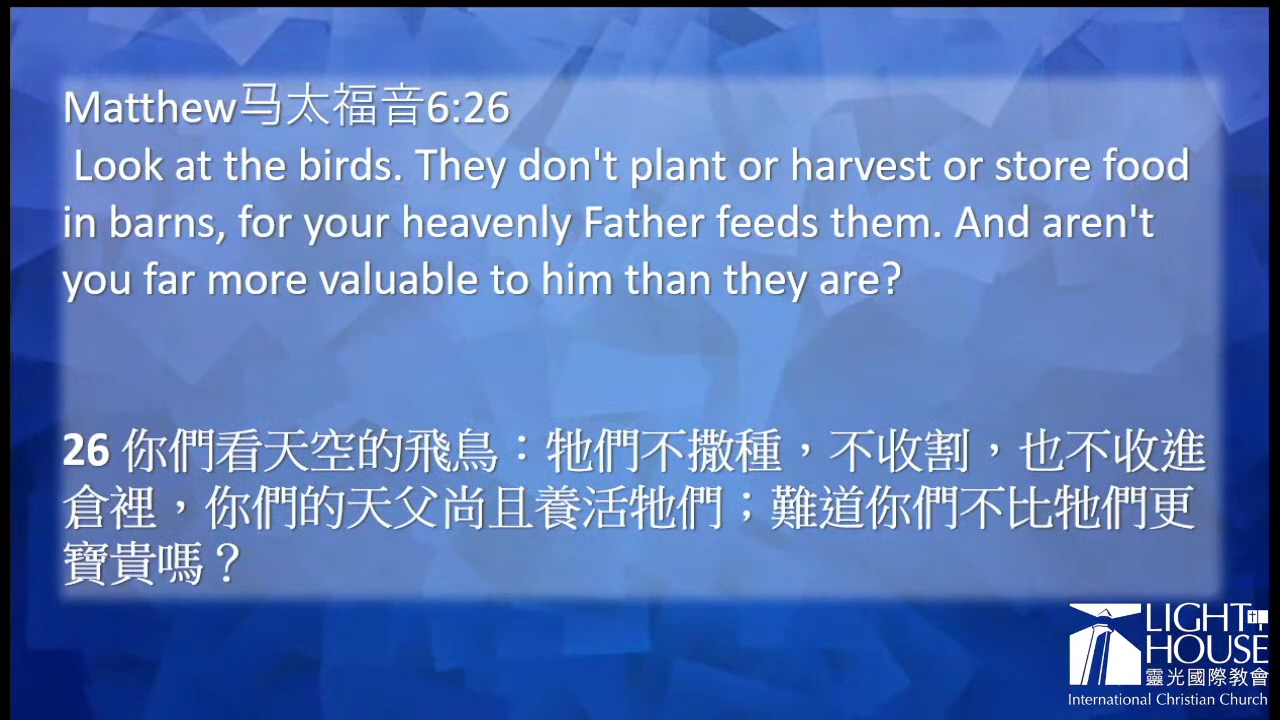 Matthew马太福音6:26
Look at the birds. They don't plant or harvest or store food
in barns, for your heavenly Father feeds them. And aren't
you far more valuable to him than they are?
26 你們看天空的飛鳥：牠們不撒種，不收割，也不收進
倉裡，你們的天父尚且養活牠們；難道你們不比牠們更
寶貴嗎？
LIGHT
HOUSE
靈光國際教會
International Christian Church